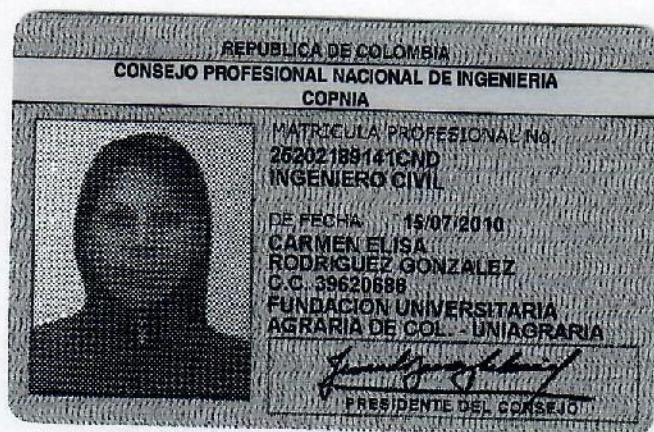 REPUBLICA DE COLOMBIA
CONSEJO PROFESIONAL NACIONAL DE INGENIERIA
COPNIA
MATRICULA PROFESIONAL No.
25202189141CND
INGENIERO CIVIL
DE FECHA 15/07/2010
CARMEN ELISA
RODRIGUEZ GONZALEZ
C.C. 39620688
FUNDACION UNIVERSITARIA
AGRARIA DE COL. - UNIAGRARIA
PRESIDENTE DEL CONSEJO